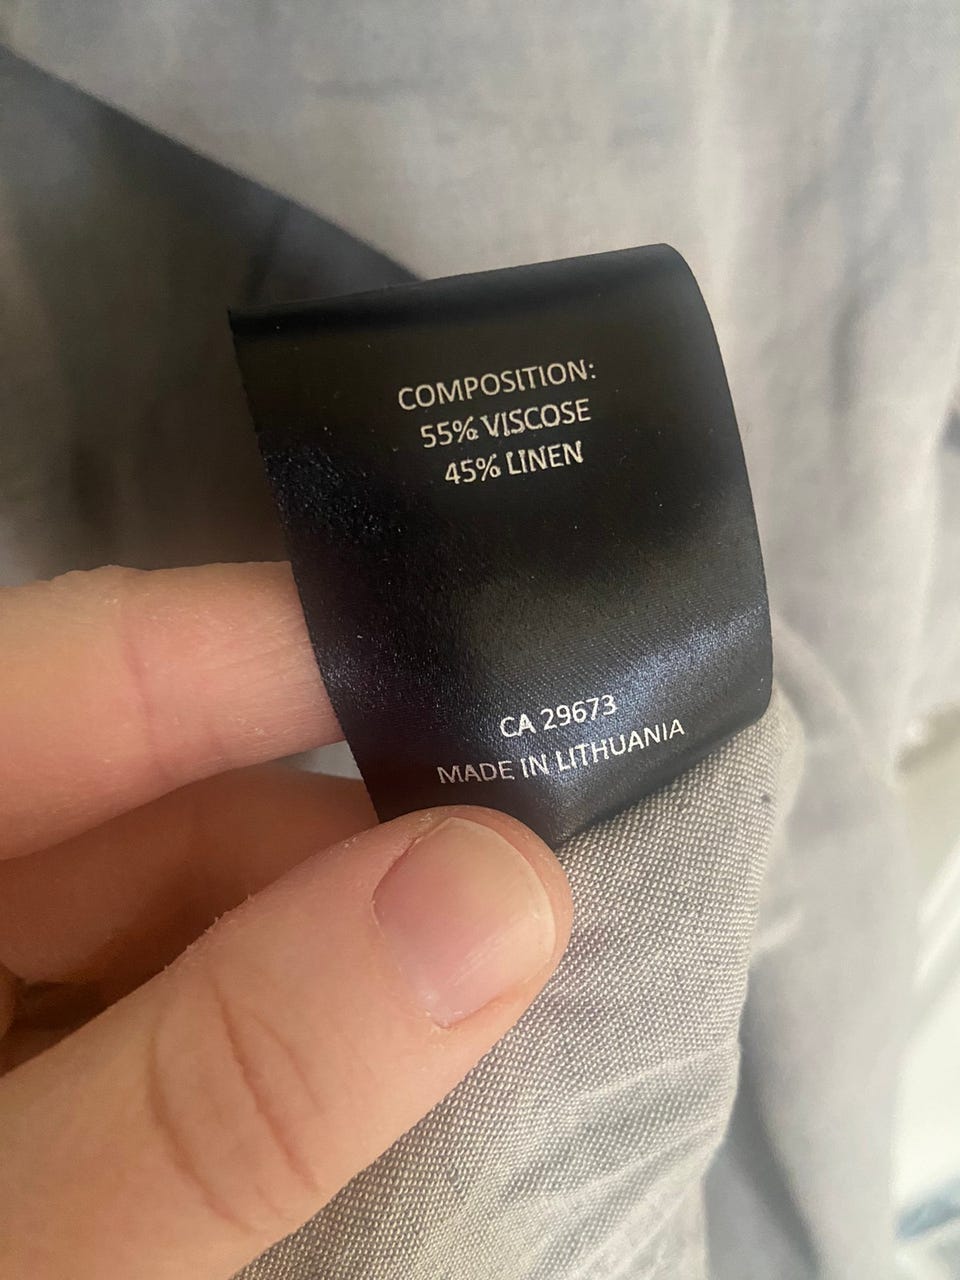 COMPOSITION:
55% VISCOSE
45% LINEN
CA 29673
MADE IN LITHUANIA